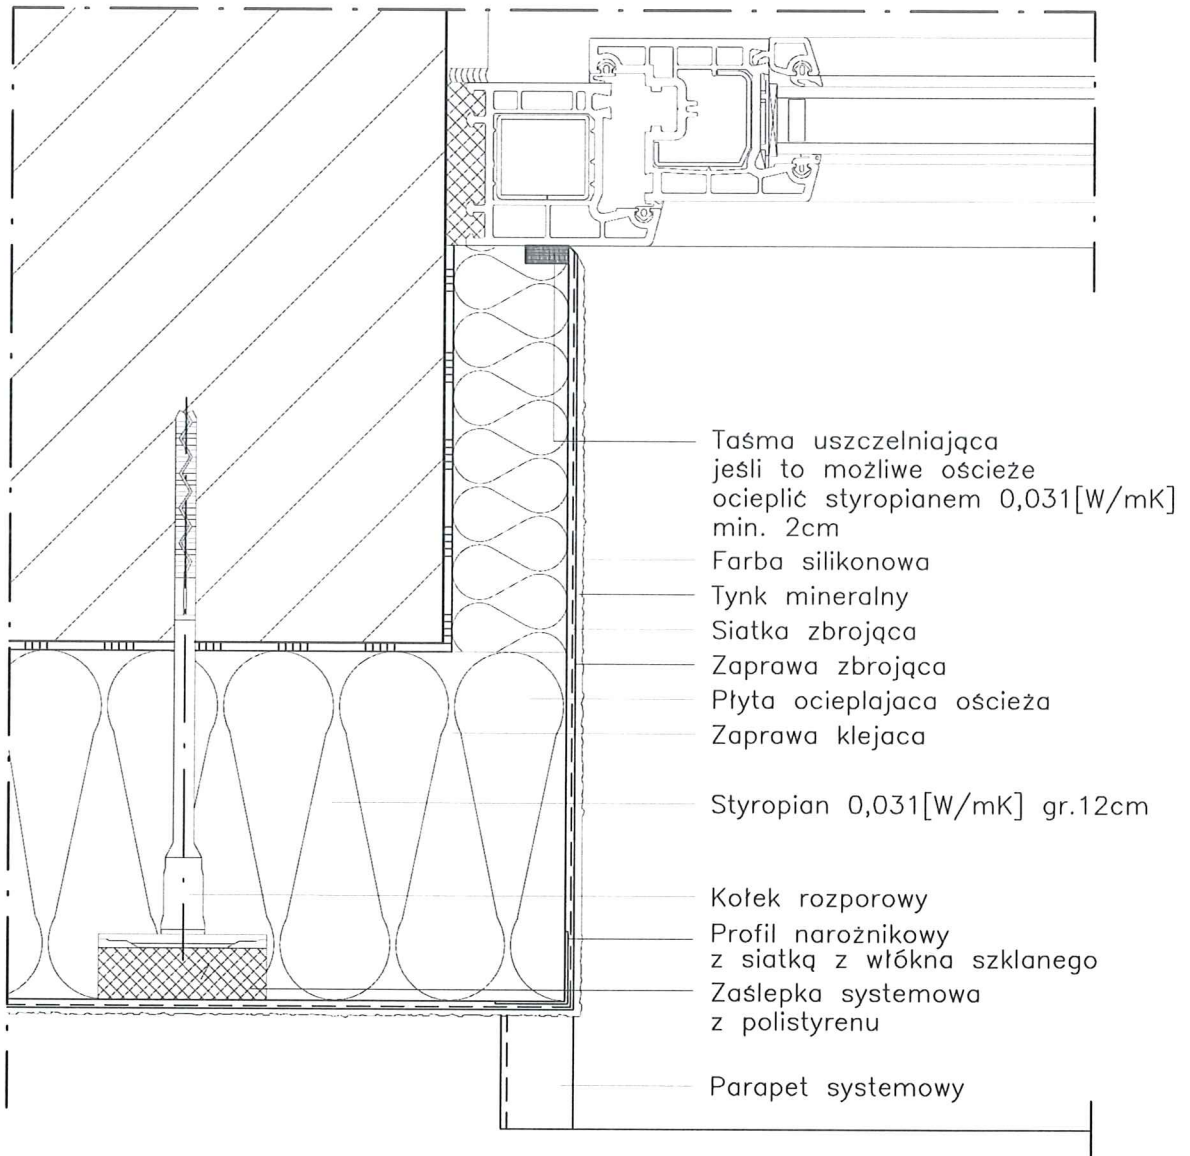 Taśma uszczelniająca
jeśli to możliwe ościeże
ocieplić styropianem 0,031[W/mK]
min. 2cm
Farba silikonowa
Tynk mineralny
Siatka zbrojąca
Zaprawa zbrojąca
Płyta ocieplajaca ościeża
Zaprawa klejaca
Styropian 0,031[W/mK] gr.12cm
Kołek rozporowy
Profil narożnikowy
z siatką z włókna szklanego
Zaślepka systemowa
z polistyrenu
Parapet systemowy